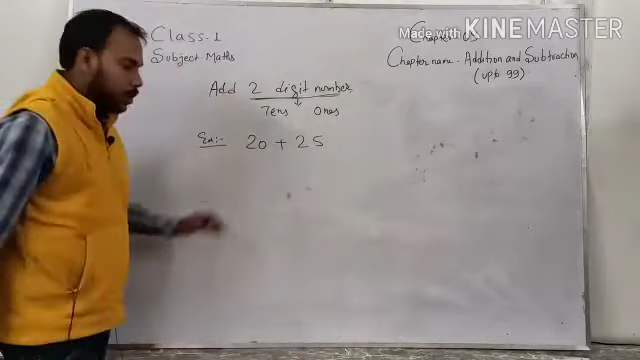 Made with KINEMASTER
Class-1
Subject-Maths
Chapter-03
Chapter name- Addition and Subtraction
(upto 99)
Add 2 digit number
Tens Ones
Ex:- 20 + 25